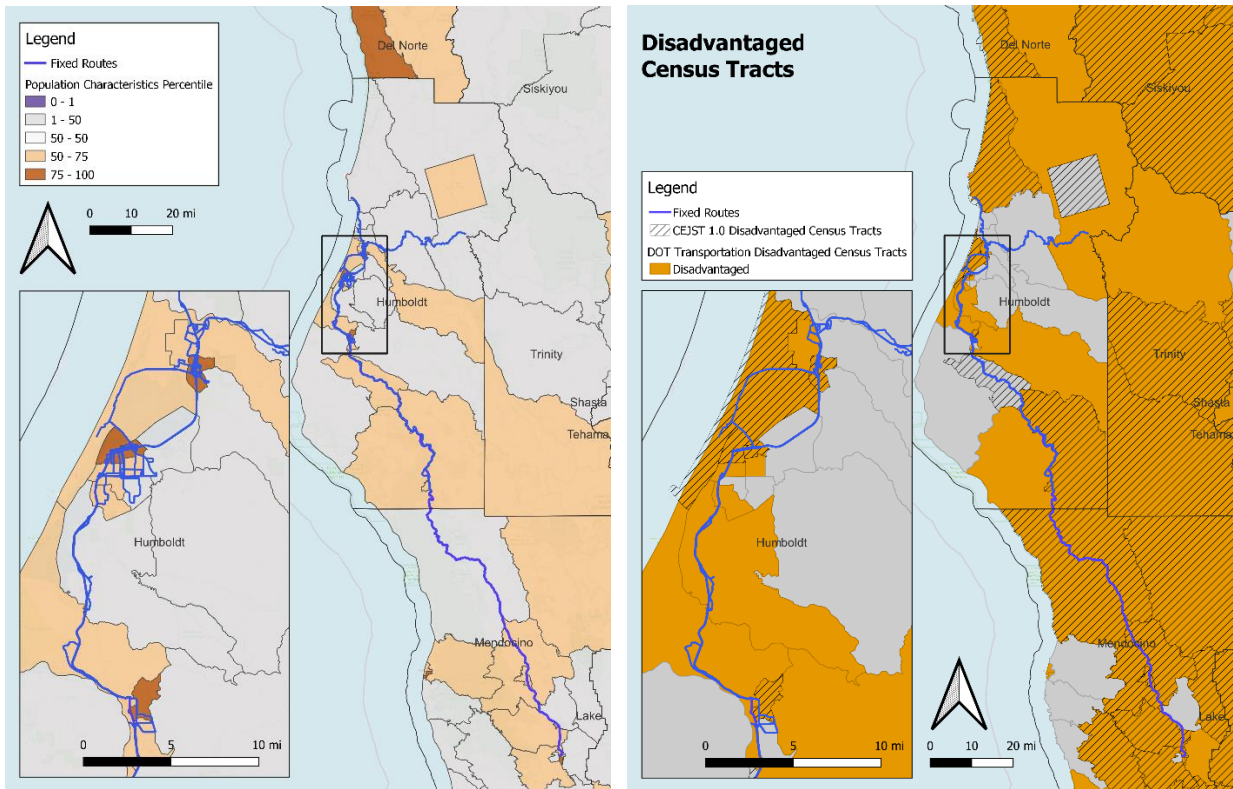 Legend
Fixed Routes
Population Characteristics Percentile
0 - 1
1 - 50
50 - 50
50 - 75
75 - 100
0 10 20 mi
Del Norte
Siskiyou
Humboldt
Trinity
Shasta
Tehama
Mendocino
Lake
Humboldt
0 5 10 mi
Disadvantaged
Census Tracts
Legend
Fixed Routes
CEJST 1.0 Disadvantaged Census Tracts
DOT Transportation Disadvantaged Census Tracts
Disadvantaged
Del Norte
Siskiyou
Humboldt
Trinity
Shasta
Tehama
Mendocino
Lake
Humboldt
0 5 10 mi
0 10 20 mi